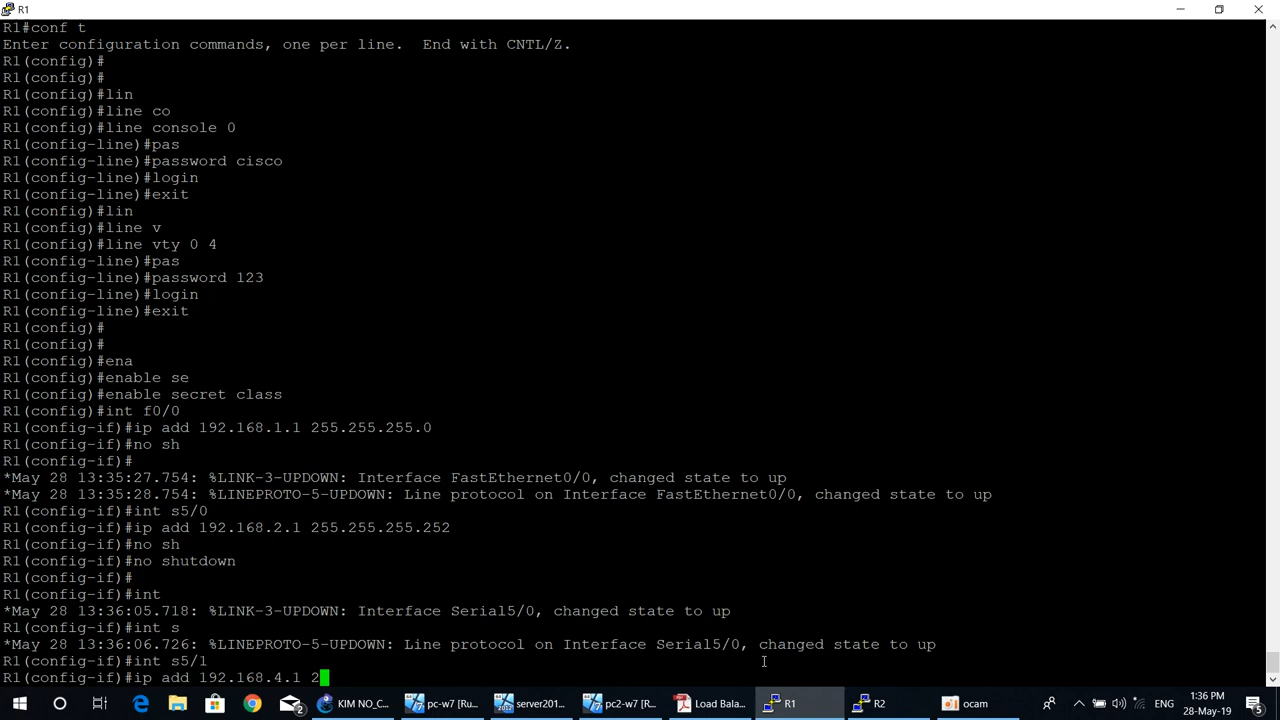 R1
R1#conf t
Enter configuration commands, one per line.  End with CNTL/Z.
R1(config)#
R1(config)#
R1(config)#lin
R1(config)#line co
R1(config)#line console 0
R1(config-line)#pas
R1(config-line)#password cisco
R1(config-line)#login
R1(config-line)#exit
R1(config)#lin
R1(config)#line v
R1(config)#line vty 0 4
R1(config-line)#pas
R1(config-line)#password 123
R1(config-line)#login
R1(config-line)#exit
R1(config)#
R1(config)#
R1(config)#ena
R1(config)#enable se
R1(config)#enable secret class
R1(config)#int f0/0
R1(config-if)#ip add 192.168.1.1 255.255.255.0
R1(config-if)#no sh
R1(config-if)#
*May 28 13:35:27.754: %LINK-3-UPDOWN: Interface FastEthernet0/0, changed state to up
*May 28 13:35:28.754: %LINEPROTO-5-UPDOWN: Line protocol on Interface FastEthernet0/0, changed state to up
R1(config-if)#int s5/0
R1(config-if)#ip add 192.168.2.1 255.255.255.252
R1(config-if)#no sh
R1(config-if)#no shutdown
R1(config-if)#
R1(config-if)#int
*May 28 13:36:05.718: %LINK-3-UPDOWN: Interface Serial5/0, changed state to up
R1(config-if)#int s
*May 28 13:36:06.726: %LINEPROTO-5-UPDOWN: Line protocol on Interface Serial5/0, changed state to up
R1(config-if)#int s5/1
R1(config-if)#ip add 192.168.4.1 2
2 KIM NO_C... pc-w7 [Ru... server201... pc2-w7 [R... Load Bala... R1 R2 ocam ENG 1:36 PM
28-May-19 5